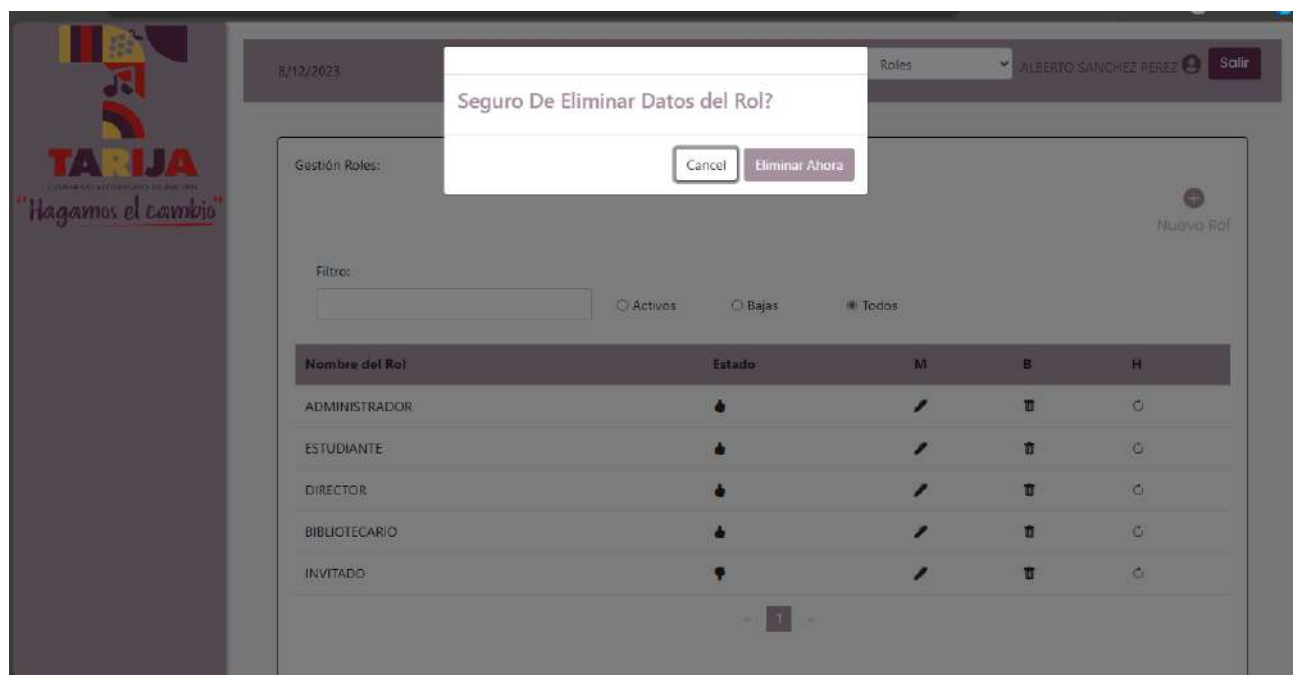 8/12/2023
Roles
ALBERTO SANCHEZ PEREZ
Salir
Seguro De Eliminar Datos del Rol?
Cancel
Eliminar Ahora
TARIJA
"Hagamos el cambio"
Gestión Roles:
Nuevo Rol
Filtro:
Activos Bajas Todos
Nombre del Rol Estado M B H
ADMINISTRADOR
ESTUDIANTE
DIRECTOR
BIBLIOTECARIO
INVITADO
1